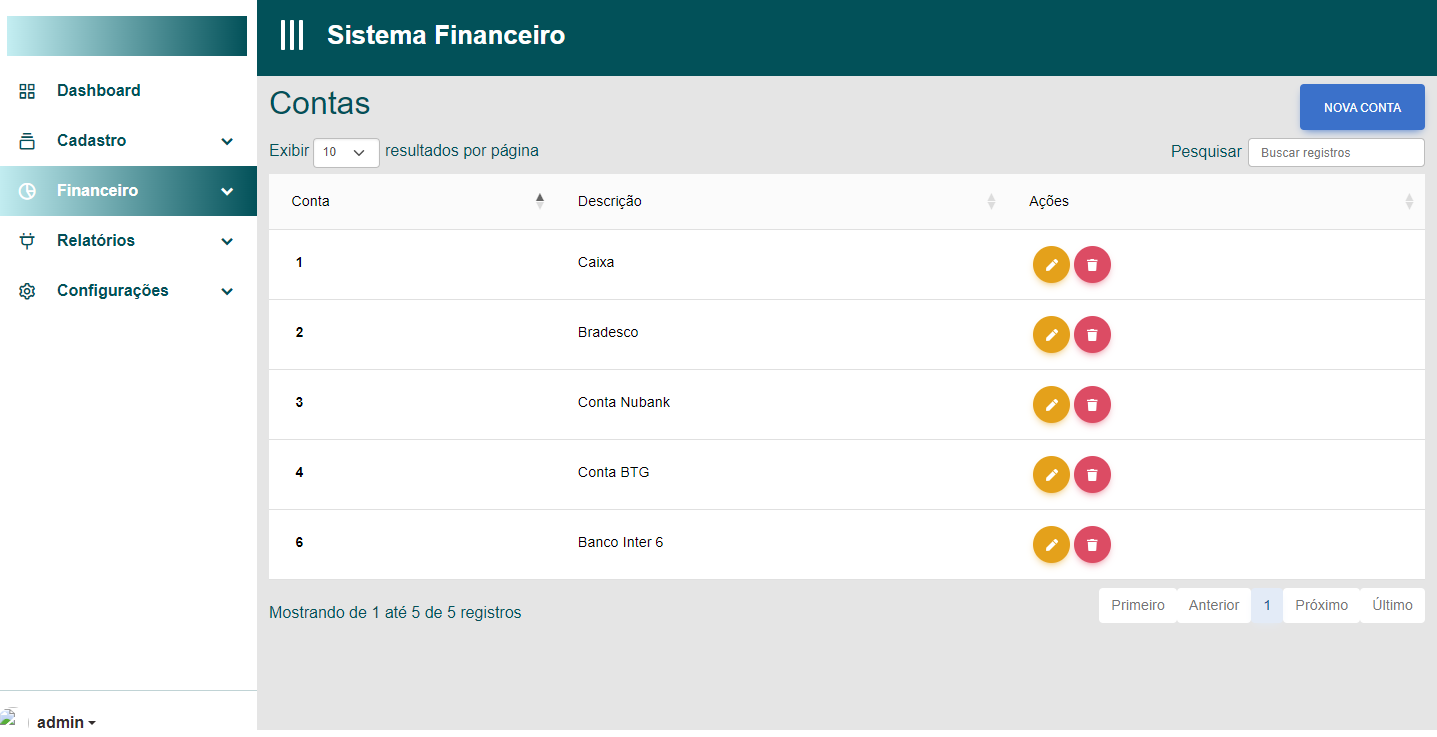 Sistema Financeiro
Dashboard
Cadastro
Financeiro
Relatórios
Configurações
admin
Contas
NOVA CONTA
Exibir 10 resultados por página
Pesquisar Buscar registros
Conta Descrição Ações
1 Caixa
2 Bradesco
3 Conta Nubank
4 Conta BTG
6 Banco Inter 6
Mostrando de 1 até 5 de 5 registros
Primeiro Anterior 1 Próximo Último